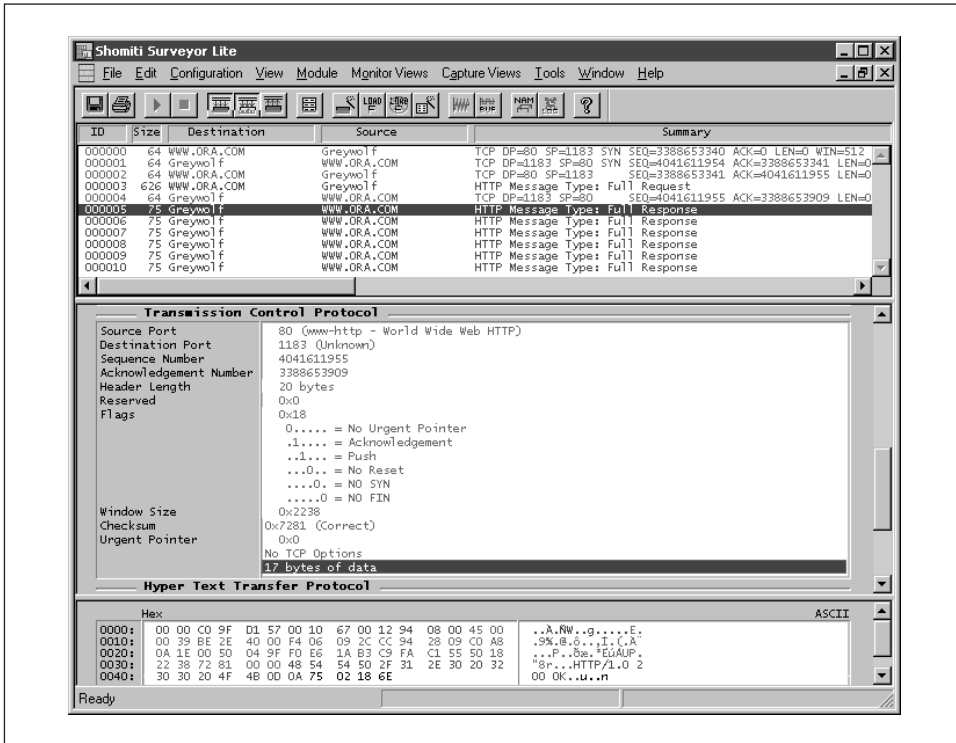 Shomiti Surveyor Lite
File Edit Configuration View Module Monitor Views Capture Views Tools Window Help
ID Size Destination Source Summary
000000 64 WWW.ORA.COM Greywolf TCP DP=80 SP=1183 SYN SEQ=3388653340 ACK=0 LEN=0 WIN=512
000001 64 Greywolf WWW.ORA.COM TCP DP=1183 SP=80 SYN SEQ=4041611954 ACK=3388653341 LEN=0
000002 64 WWW.ORA.COM Greywolf TCP DP=80 SP=1183 SEQ=3388653341 ACK=4041611955 LEN=0
000003 626 WWW.ORA.COM Greywolf HTTP Message Type: Full Request
000004 64 Greywolf WWW.ORA.COM TCP DP=1183 SP=80 SEQ=4041611955 ACK=3388653909 LEN=0
000005 75 Greywolf WWW.ORA.COM HTTP Message Type: Full Response
000006 75 Greywolf WWW.ORA.COM HTTP Message Type: Full Response
000007 75 Greywolf WWW.ORA.COM HTTP Message Type: Full Response
000008 75 Greywolf WWW.ORA.COM HTTP Message Type: Full Response
000009 75 Greywolf WWW.ORA.COM HTTP Message Type: Full Response
000010 75 Greywolf WWW.ORA.COM HTTP Message Type: Full Response
Transmission Control Protocol
Source Port 80 (www-http - World Wide Web HTTP)
Destination Port 1183 (Unknown)
Sequence Number 4041611955
Acknowledgement Number 3388653909
Header Length 20 bytes
Reserved 0x0
Flags 0x18
0..... = No Urgent Pointer
.1.... = Acknowledgement
..1... = Push
...0.. = No Reset
....0. = NO SYN
.....0 = NO FIN
Window Size 0x2238
Checksum 0x7281 (Correct)
Urgent Pointer 0x0
No TCP Options
17 bytes of data
Hyper Text Transfer Protocol
Hex ASCII
0000: 00 00 C0 9F D1 57 00 10 67 00 12 94 08 00 45 00 ..À.ÑW..g.....E.
0010: 00 39 BE 2E 40 00 F4 06 09 2C CC 94 28 09 C0 A8
0020: 0A 1E 00 50 04 9F F0 E6 1A B3 C9 FA C1 55 50 18
0030: 22 38 72 81 00 00 48 54 54 50 2F 31 2E 30 20 32 "8r...HTTP/1.0 2
0040: 30 30 20 4F 4B 0D 0A 75 02 18 6E 00 OK..u..n
Ready